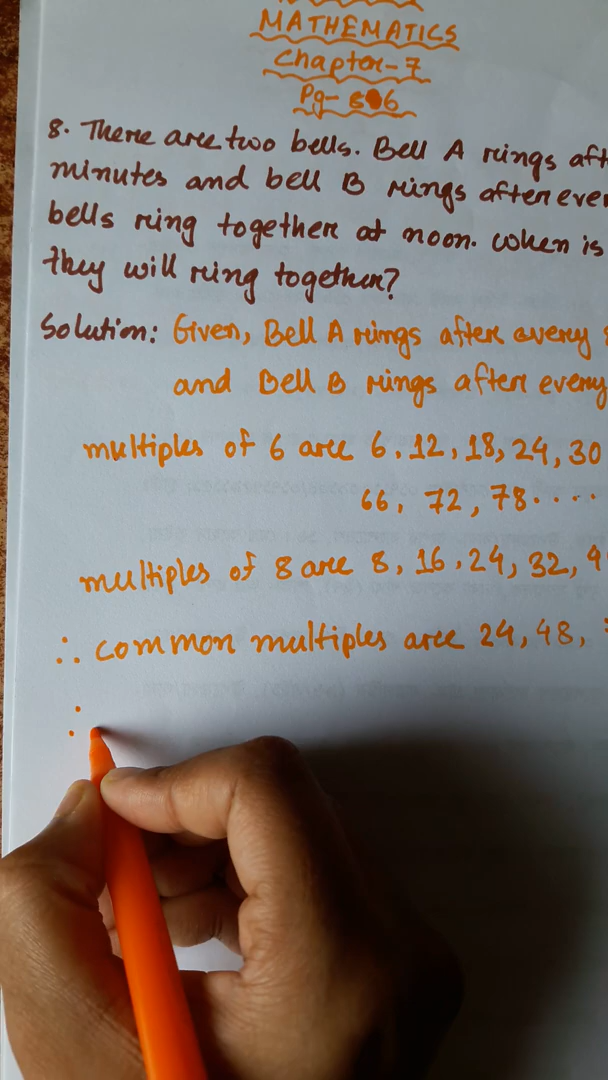 MATHEMATICS
Chapter-7
Pg- 86
8. There are two bells. Bell A rings
minutes and bell B rings after
bells ring together at noon. When is
they will ring together?
Solution: Given, Bell A rings after every
and Bell B rings after every
multiples of 6 are 6, 12, 18, 24, 30
66, 72, 78....
multiples of 8 are 8, 16, 24, 32,
∴ common multiples are 24, 48,